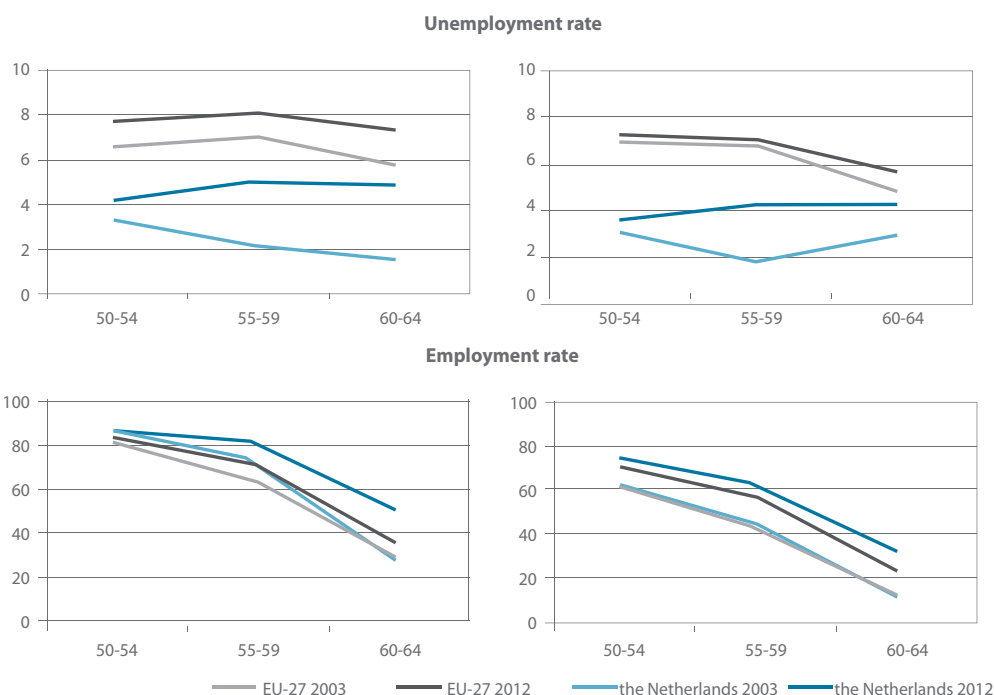 Unemployment rate
10 10
8 8
6 6
4 4
2 2
0 0
50-54 55-59 60-64 50-54 55-59 60-64
Employment rate
100 100
80 80
60 60
40 40
20 20
0 0
50-54 55-59 60-64 50-54 55-59 60-64
EU-27 2003 EU-27 2012 the Netherlands 2003 the Netherlands 2012